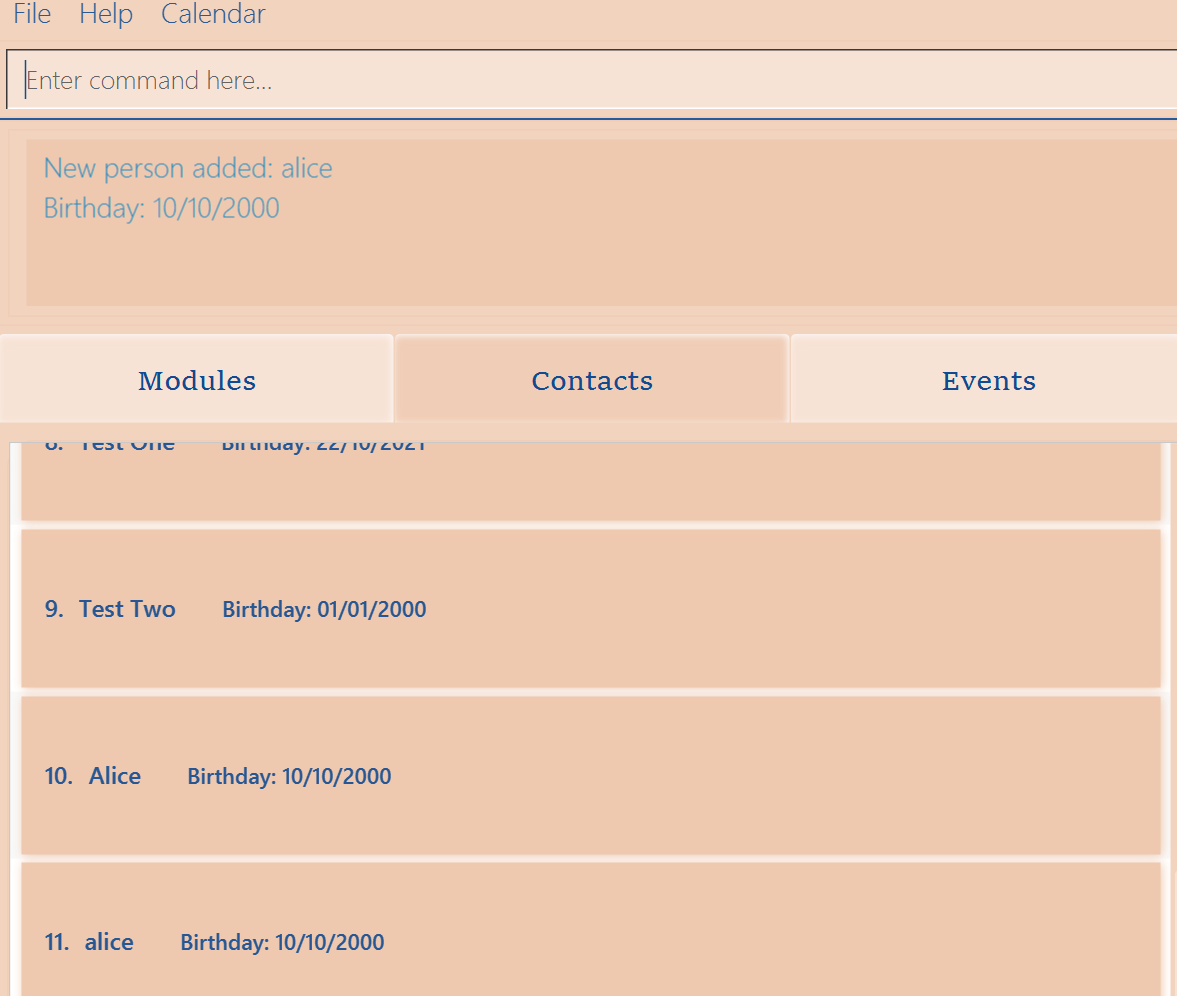 File Help Calendar
Enter command here...
New person added: alice
Birthday: 10/10/2000
Modules Contacts Events
8. Test One Birthday: 22/10/2021
9. Test Two Birthday: 01/01/2000
10. Alice Birthday: 10/10/2000
11. alice Birthday: 10/10/2000